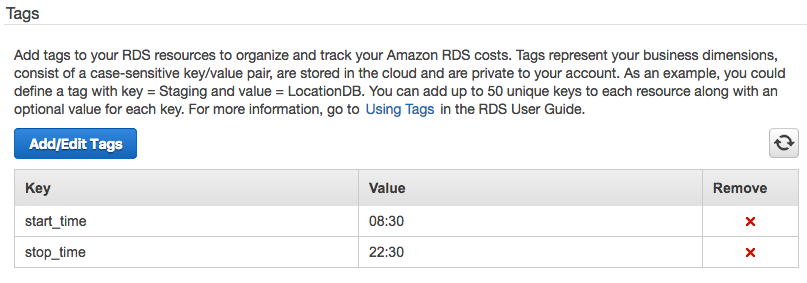 Tags
Add tags to your RDS resources to organize and track your Amazon RDS costs. Tags represent your business dimensions,
consist of a case-sensitive key/value pair, are stored in the cloud and are private to your account. As an example, you could
define a tag with key = Staging and value = LocationDB. You can add up to 50 unique keys to each resource along with an
optional value for each key. For more information, go to Using Tags in the RDS User Guide.
Add/Edit Tags
Key Value Remove
start_time 08:30
stop_time 22:30